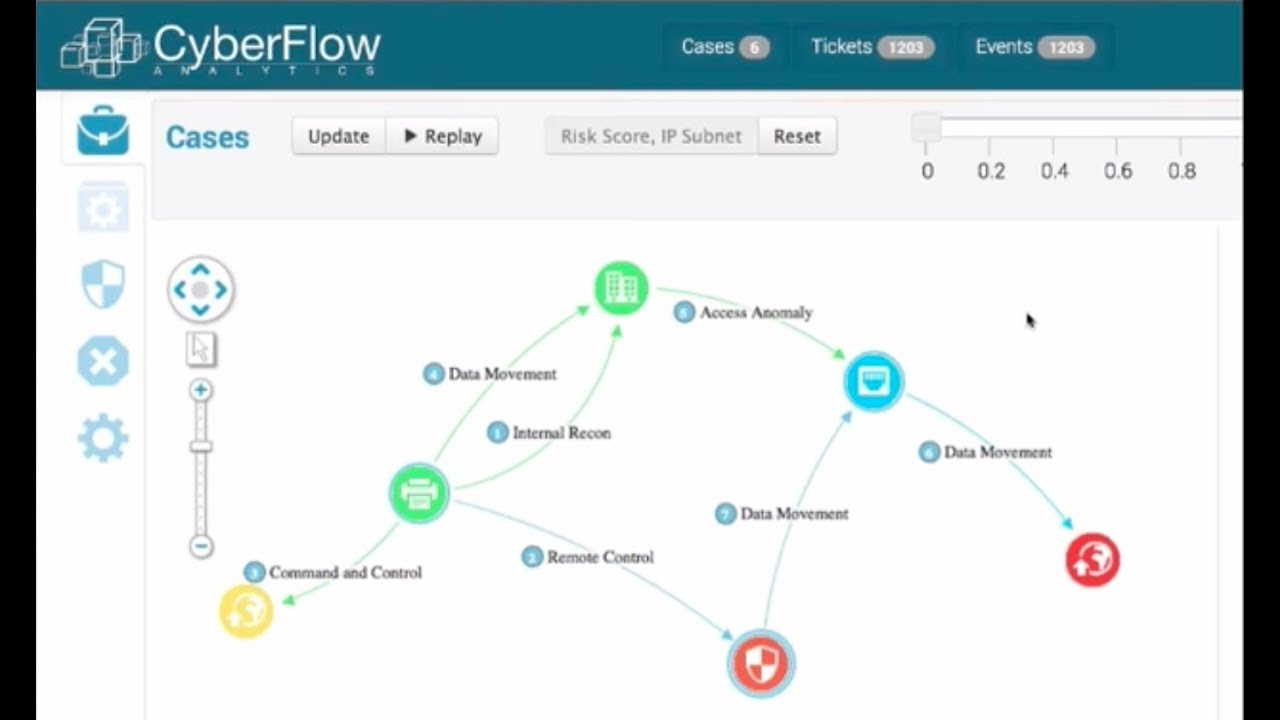 CyberFlow
ANALYTICS
Cases 6
Tickets 1203
Events 1203
Cases
Update
Replay
Risk Score, IP Subnet
Reset
0 0.2 0.4 0.6 0.8
5 Access Anomaly
4 Data Movement
1 Internal Recon
6 Data Movement
7 Data Movement
2 Remote Control
3 Command and Control